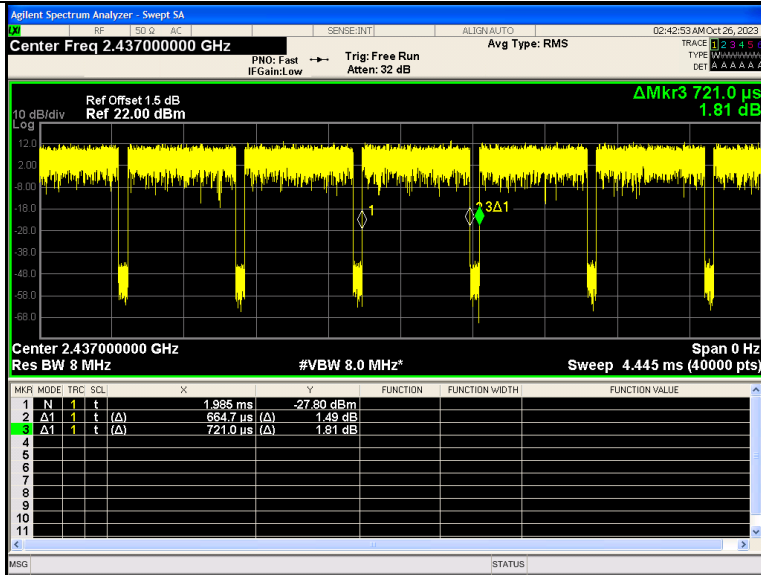 Agilent Spectrum Analyzer - Swept SA
LXI RF 50 Ω AC SENSE:INT ALIGN AUTO 02:42:53 AM Oct 26, 2023
Center Freq 2.437000000 GHz Avg Type: RMS TRACE 1 2 3 4 5 6
PNO: Fast Trig: Free Run TYPE
IFGain:Low Atten: 32 dB DET A A A A A
ΔMkr3 721.0 µs
1.81 dB
Ref Offset 1.5 dB
10 dB/div Ref 22.00 dBm
Log
12.0
2.00
-8.00
-18.0
1
3Δ1
-28.0
-38.0
-48.0
-58.0
-68.0
Center 2.437000000 GHz Span 0 Hz
Res BW 8 MHz #VBW 8.0 MHz* Sweep 4.445 ms (40000 pts)
MKR MODE TRC SCL X Y FUNCTION FUNCTION WIDTH FUNCTION VALUE
1 N 1 t 1.985 ms -27.80 dBm
2 Δ1 1 t (Δ) 664.7 µs (Δ) 1.49 dB
3 Δ1 1 t (Δ) 721.0 µs (Δ) 1.81 dB
4
5
6
7
8
9
10
11
MSG STATUS